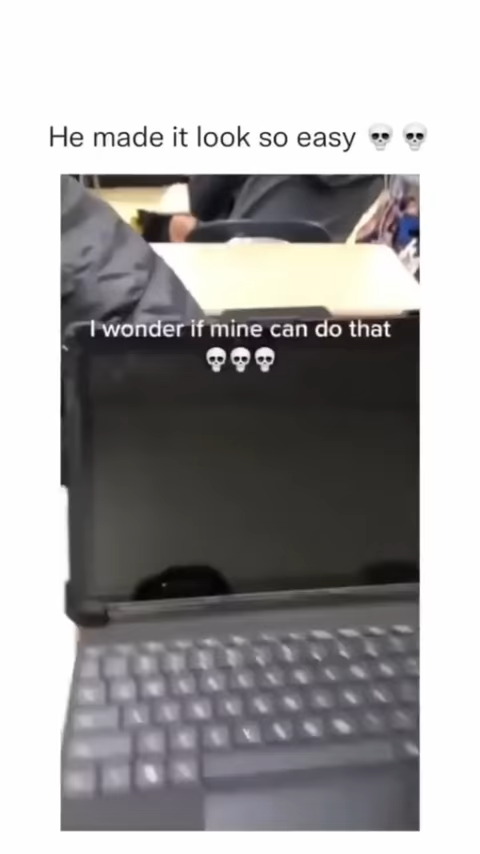 He made it look so easy 💀💀
I wonder if mine can do that
💀💀💀